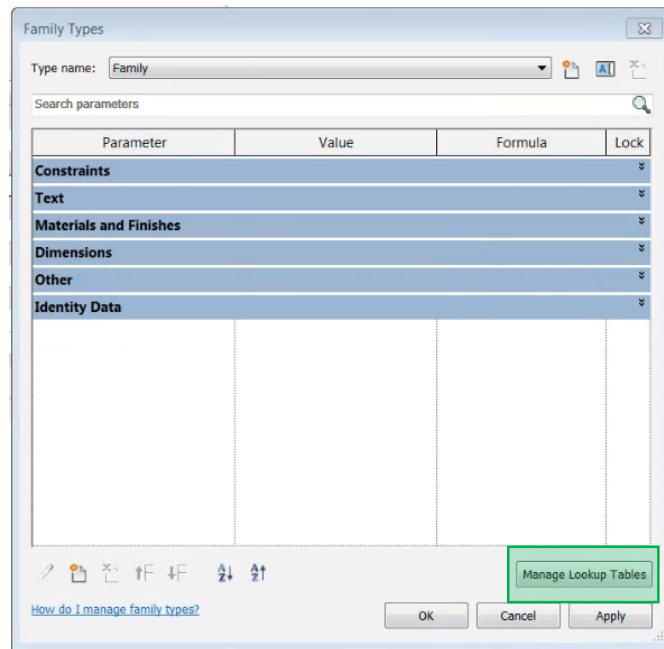 Family Types
Type name: Family
Search parameters
Parameter Value Formula Lock
Constraints
Text
Materials and Finishes
Dimensions
Other
Identity Data
Manage Lookup Tables
How do I manage family types?
OK Cancel Apply